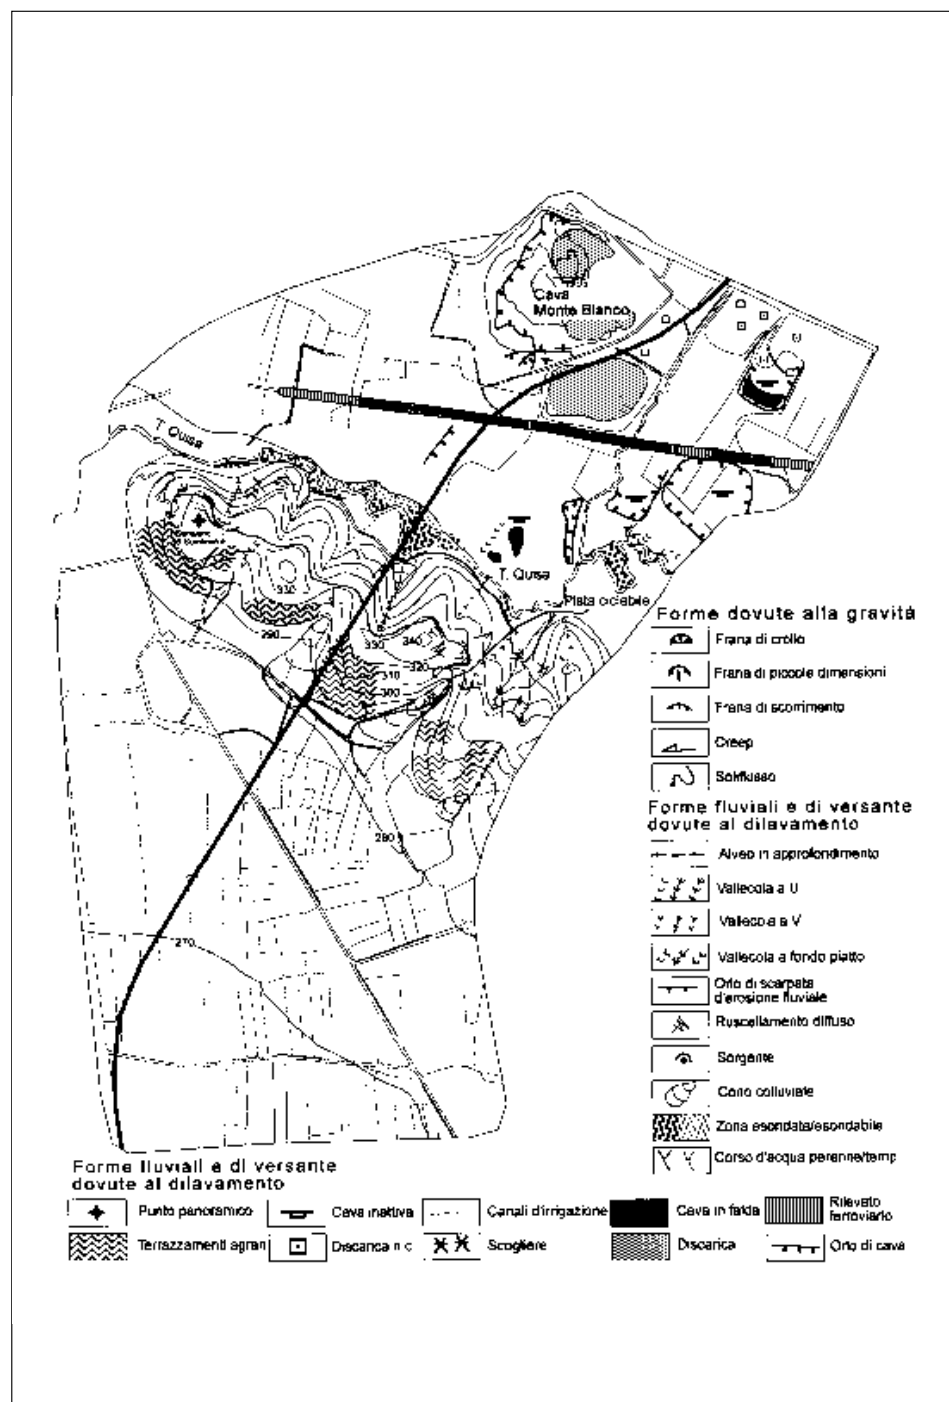 Cava
Monte Bianco
T. Quisa
330
290
330
340
320
310
300
T. Quisa
Pista ciclabile
280
270
Forme dovute alla gravità
Frana di crollo
Frana di piccole dimensioni
Frana di scorrimento
Creep
Soliflusso
Forme fluviali e di versante
dovute al dilavamento
Alveo in approfondimento
Vallecola a U
Vallecola a V
Vallecola a fondo piatto
Orlo di scarpata
d'erosione fluviale
Ruscellamento diffuso
Sorgente
Cono colluviale
Zona esondata/esondabile
Corso d'acqua perenne/temp
Forme fluviali e di versante
dovute al dilavamento
Punto panoramico
Cava inattiva
Canali d'irrigazione
Cava in falda
Rilevato
ferroviario
Terrazzamenti agrari
Discarica n c
Scogliere
Discarica
Orlo di cava